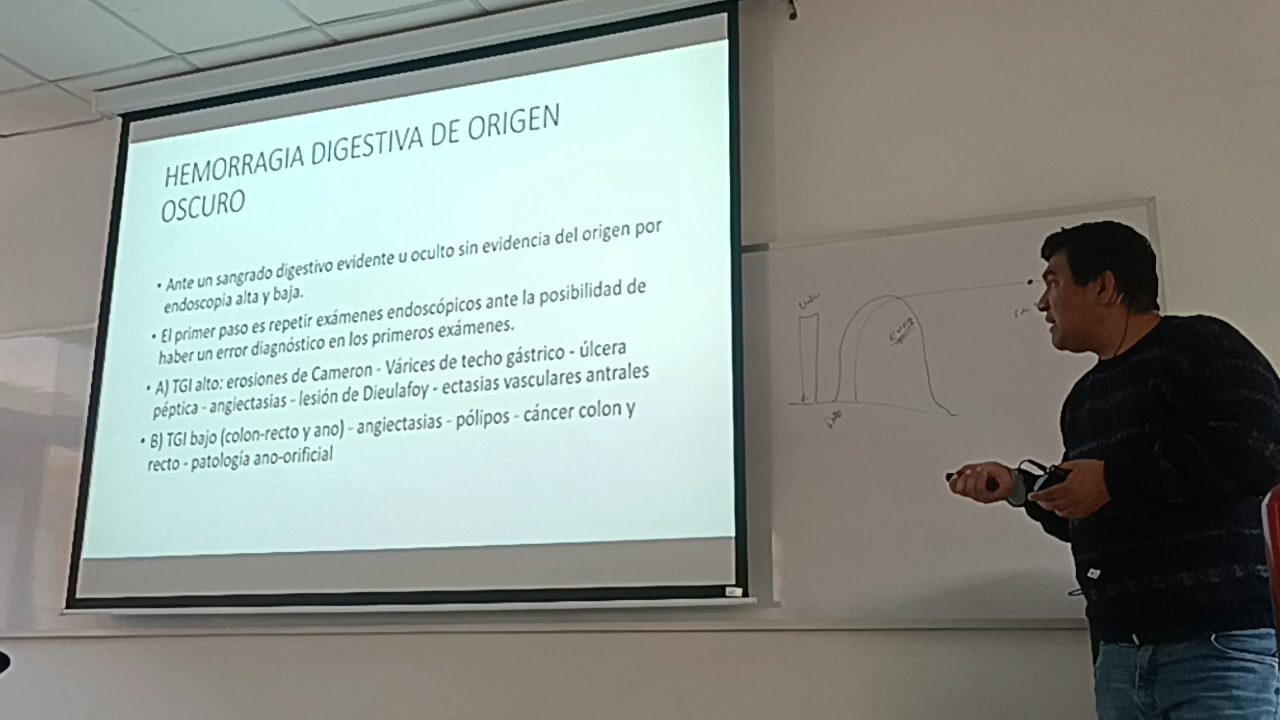 HEMORRAGIA DIGESTIVA DE ORIGEN
OSCURO
• Ante un sangrado digestivo evidente u oculto sin evidencia del origen por
endoscopia alta y baja.
• El primer paso es repetir exámenes endoscópicos ante la posibilidad de
haber un error diagnóstico en los primeros exámenes.
• A) TGI alto: erosiones de Cameron - Várices de techo gástrico - úlcera
péptica - angiectasias - lesión de Dieulafoy - ectasias vasculares antrales
• B) TGI bajo (colon-recto y ano) - angiectasias - pólipos - cáncer colon y
recto - patología ano-orificial